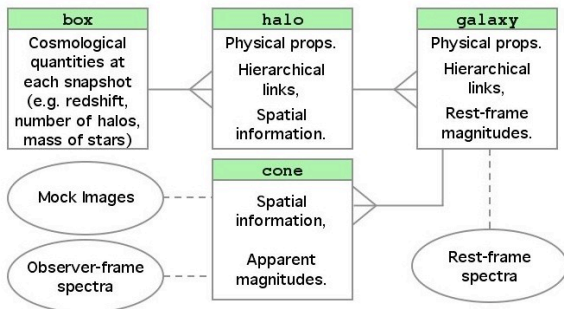 box
Cosmological
quantities at
each snapshot
(e.g. redshift,
number of halos,
mass of stars)
halo
Physical props.
Hierarchical
links,
Spatial
information.
galaxy
Physical props.
Hierarchical
links,
Rest-frame
magnitudes.
cone
Spatial
information,
Apparent
magnitudes.
Mock Images
Observer-frame
spectra
Rest-frame
spectra